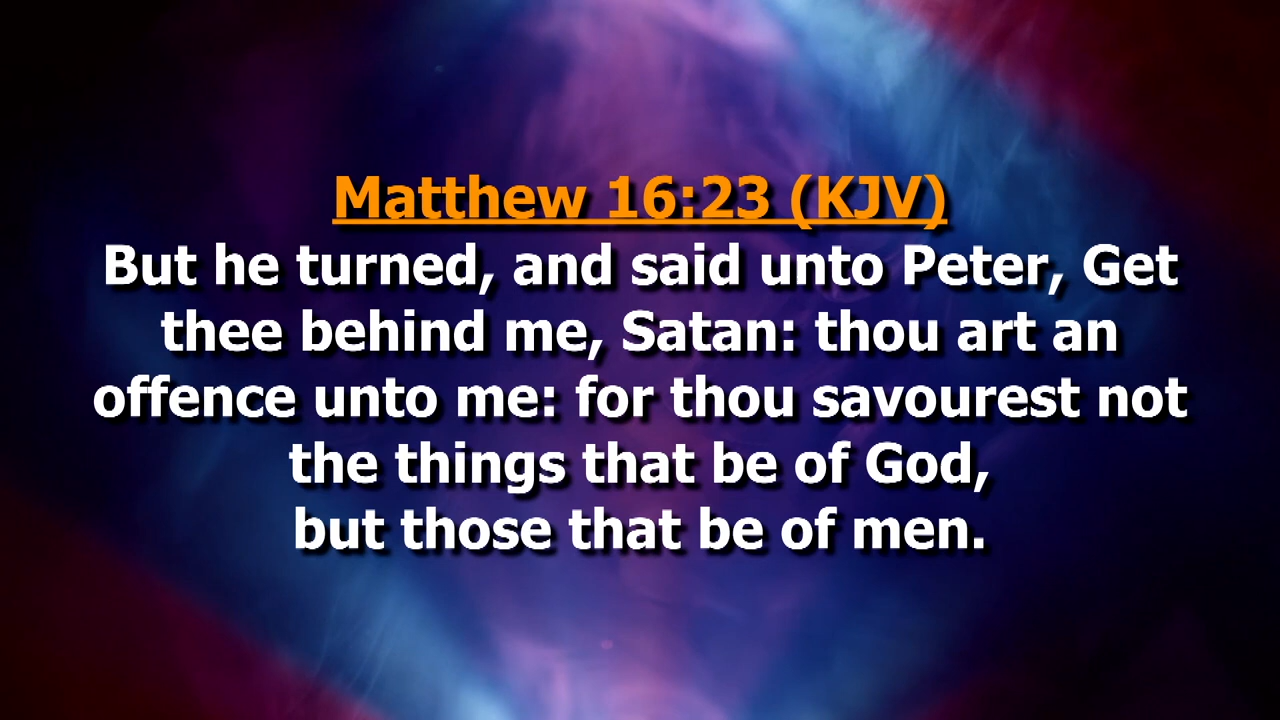 Matthew 16:23 (KJV)
But he turned, and said unto Peter, Get
thee behind me, Satan: thou art an
offence unto me: for thou savourest not
the things that be of God,
but those that be of men.